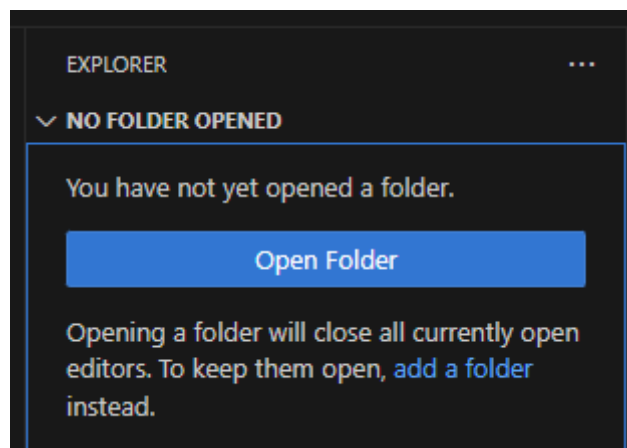 EXPLORER
NO FOLDER OPENED
You have not yet opened a folder.
Open Folder
Opening a folder will close all currently open
editors. To keep them open, add a folder
instead.